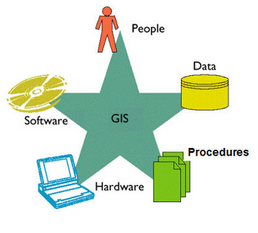 People
Data
Software
GIS
Procedures
Hardware